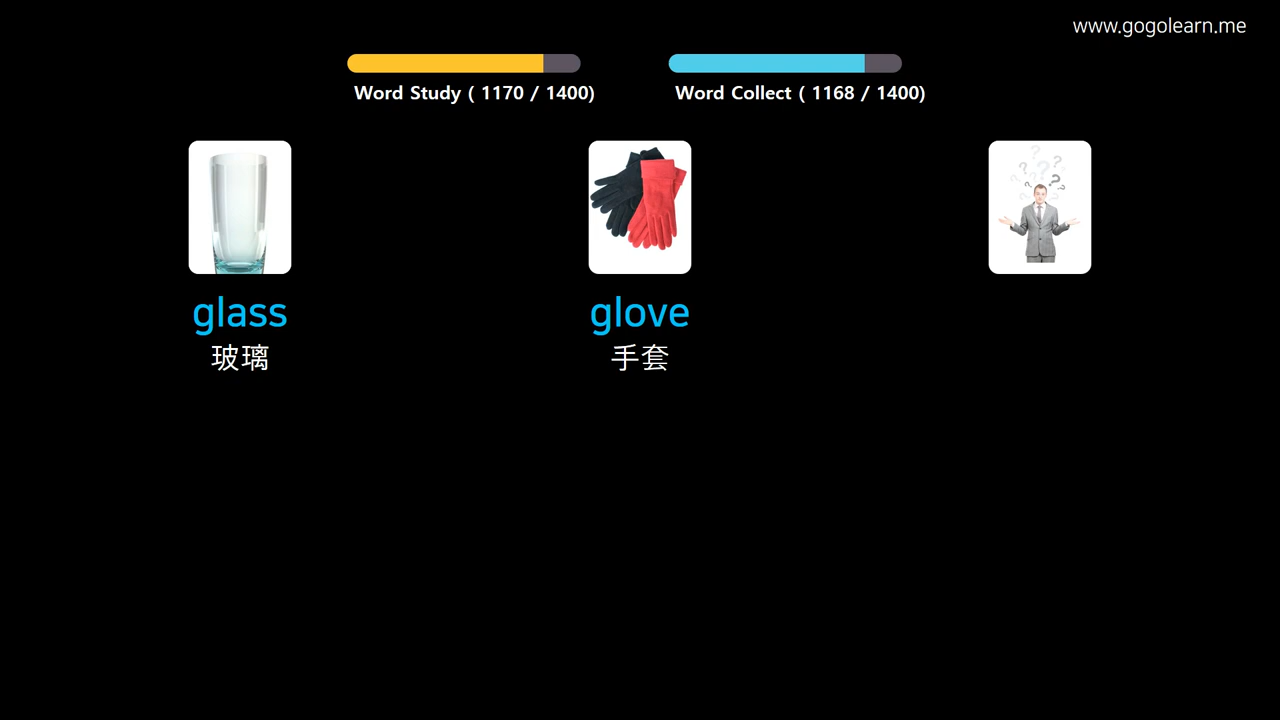 www.gogolearn.me
Word Study ( 1170 / 1400)
Word Collect ( 1168 / 1400)
glass
玻璃
glove
手套